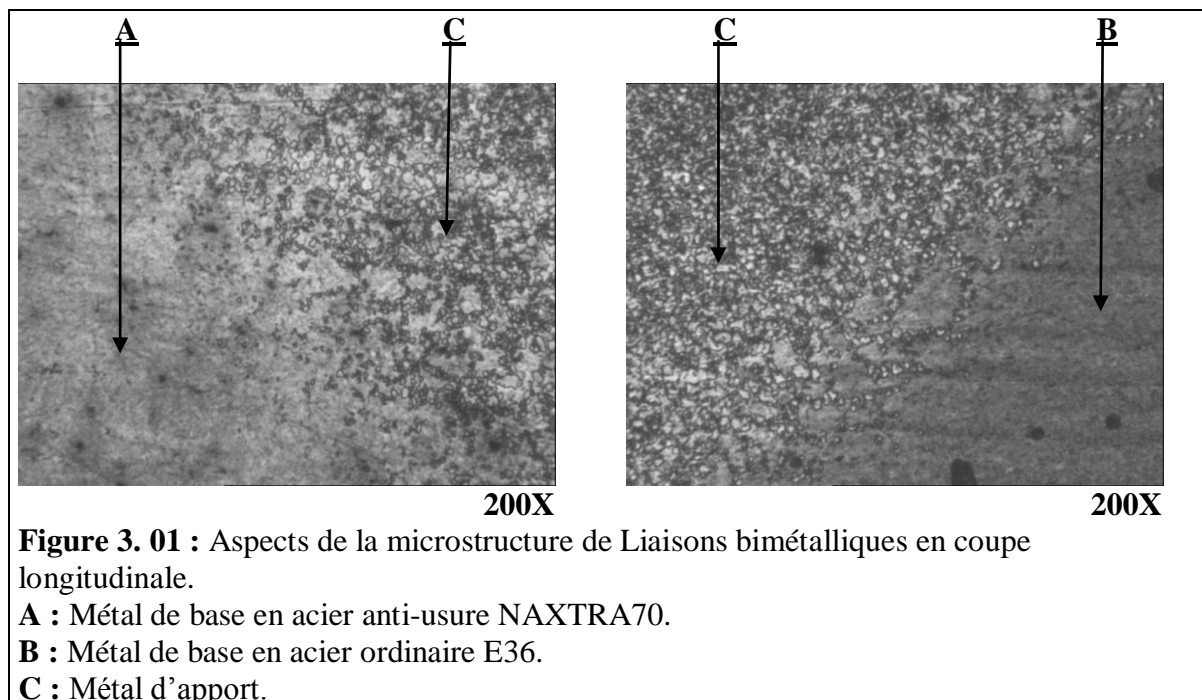 A C C B
200X 200X
Figure 3. 01 : Aspects de la microstructure de Liaisons bimétalliques en coupe
longitudinale.
A : Métal de base en acier anti-usure NAXTRA70.
B : Métal de base en acier ordinaire E36.
C : Métal d'apport.